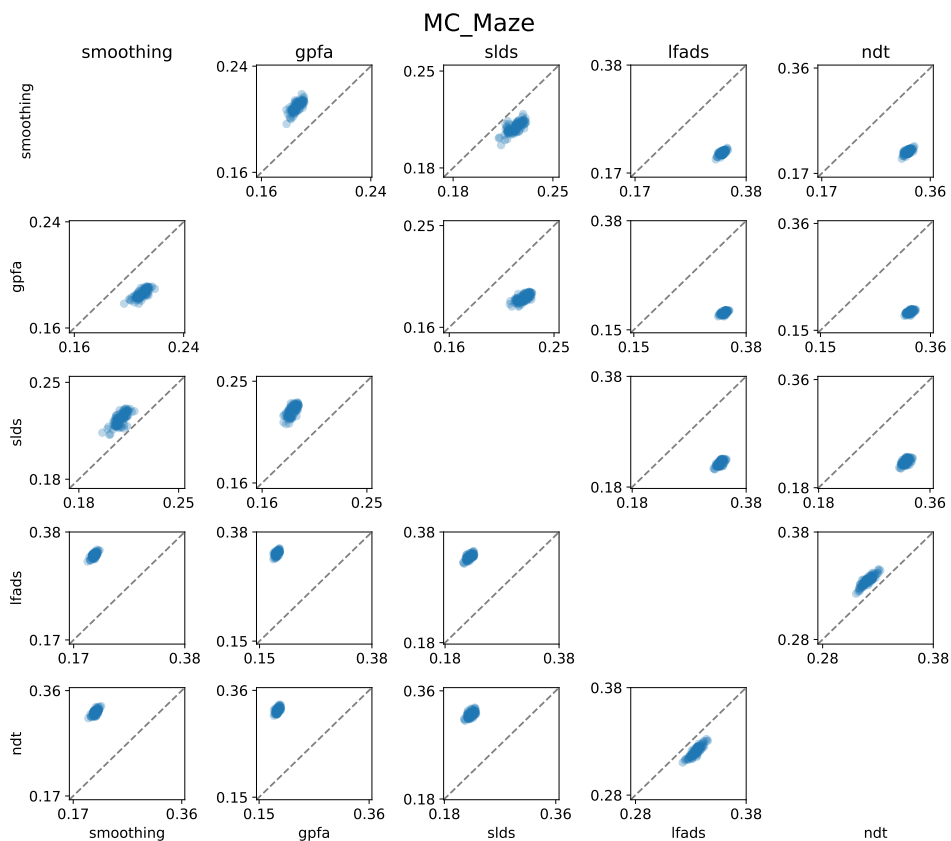 MC_Maze
smoothing gpfa slds lfads ndt
smoothing
0.24 0.25 0.38 0.36
0.16 0.18 0.17 0.17
0.16 0.24 0.18 0.25 0.17 0.38 0.17 0.36
gpfa
0.24 0.25 0.38 0.36
0.16 0.16 0.15 0.15
0.16 0.24 0.16 0.25 0.15 0.38 0.15 0.36
slds
0.25 0.25 0.38 0.36
0.18 0.16 0.18 0.18
0.18 0.25 0.16 0.25 0.18 0.38 0.18 0.36
lfads
0.38 0.38 0.38 0.38
0.17 0.15 0.18 0.28
0.17 0.38 0.15 0.38 0.18 0.38 0.28 0.38
ndt
0.36 0.36 0.36 0.38
0.17 0.15 0.18 0.28
0.17 0.36 0.15 0.36 0.18 0.36 0.28 0.38
smoothing gpfa slds lfads ndt